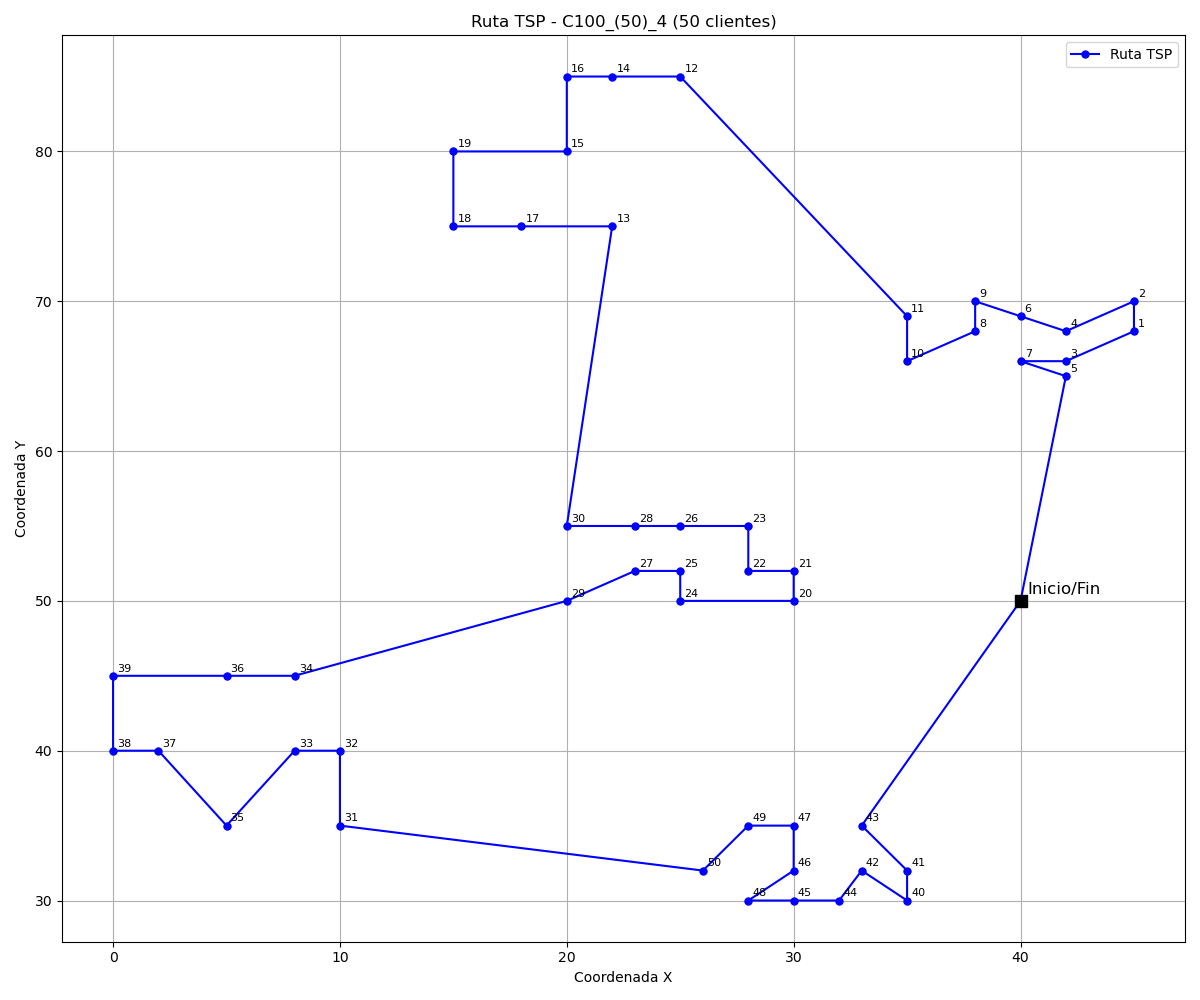 Ruta TSP - C100_(50)_4 (50 clientes)
Ruta TSP
16 14 12
80 19 15
18 17 13
70 9 2
11 6
8 4 1
10 7 3
5
60
Coordenada Y
30 28 26 23
27 25 22 21
50 29 24 20 Inicio/Fin
39 36 34
40 38 37 33 32
35 31 49 47 43
50 46 42 41
30 48 45 44 40
0 10 20 30 40
Coordenada X